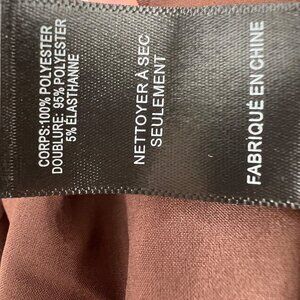 CORPS:100% POLYESTER
DOUBLURE: 95% POLYESTER
5% ÉLASTHANNE
NETTOYER À SEC
SEULEMENT
FABRIQUÉ EN CHINE